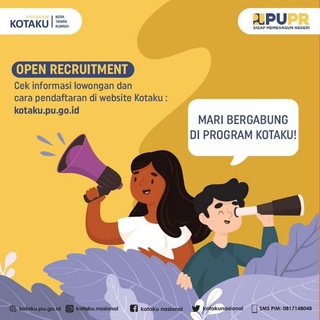 PROGRAM
KOTAKU
KOTA
TANPA
KUMUH
PUPR
SIGAP MEMBANGUN NEGERI
OPEN RECRUITMENT
Cek informasi lowongan dan
cara pendaftaran di website Kotaku :
kotaku.pu.go.id
MARI BERGABUNG
DI PROGRAM KOTAKU!
kotaku.pu.go.id
kotaku nasional
kotaku nasional
kotakunasional
SMS PIM: 0817148048